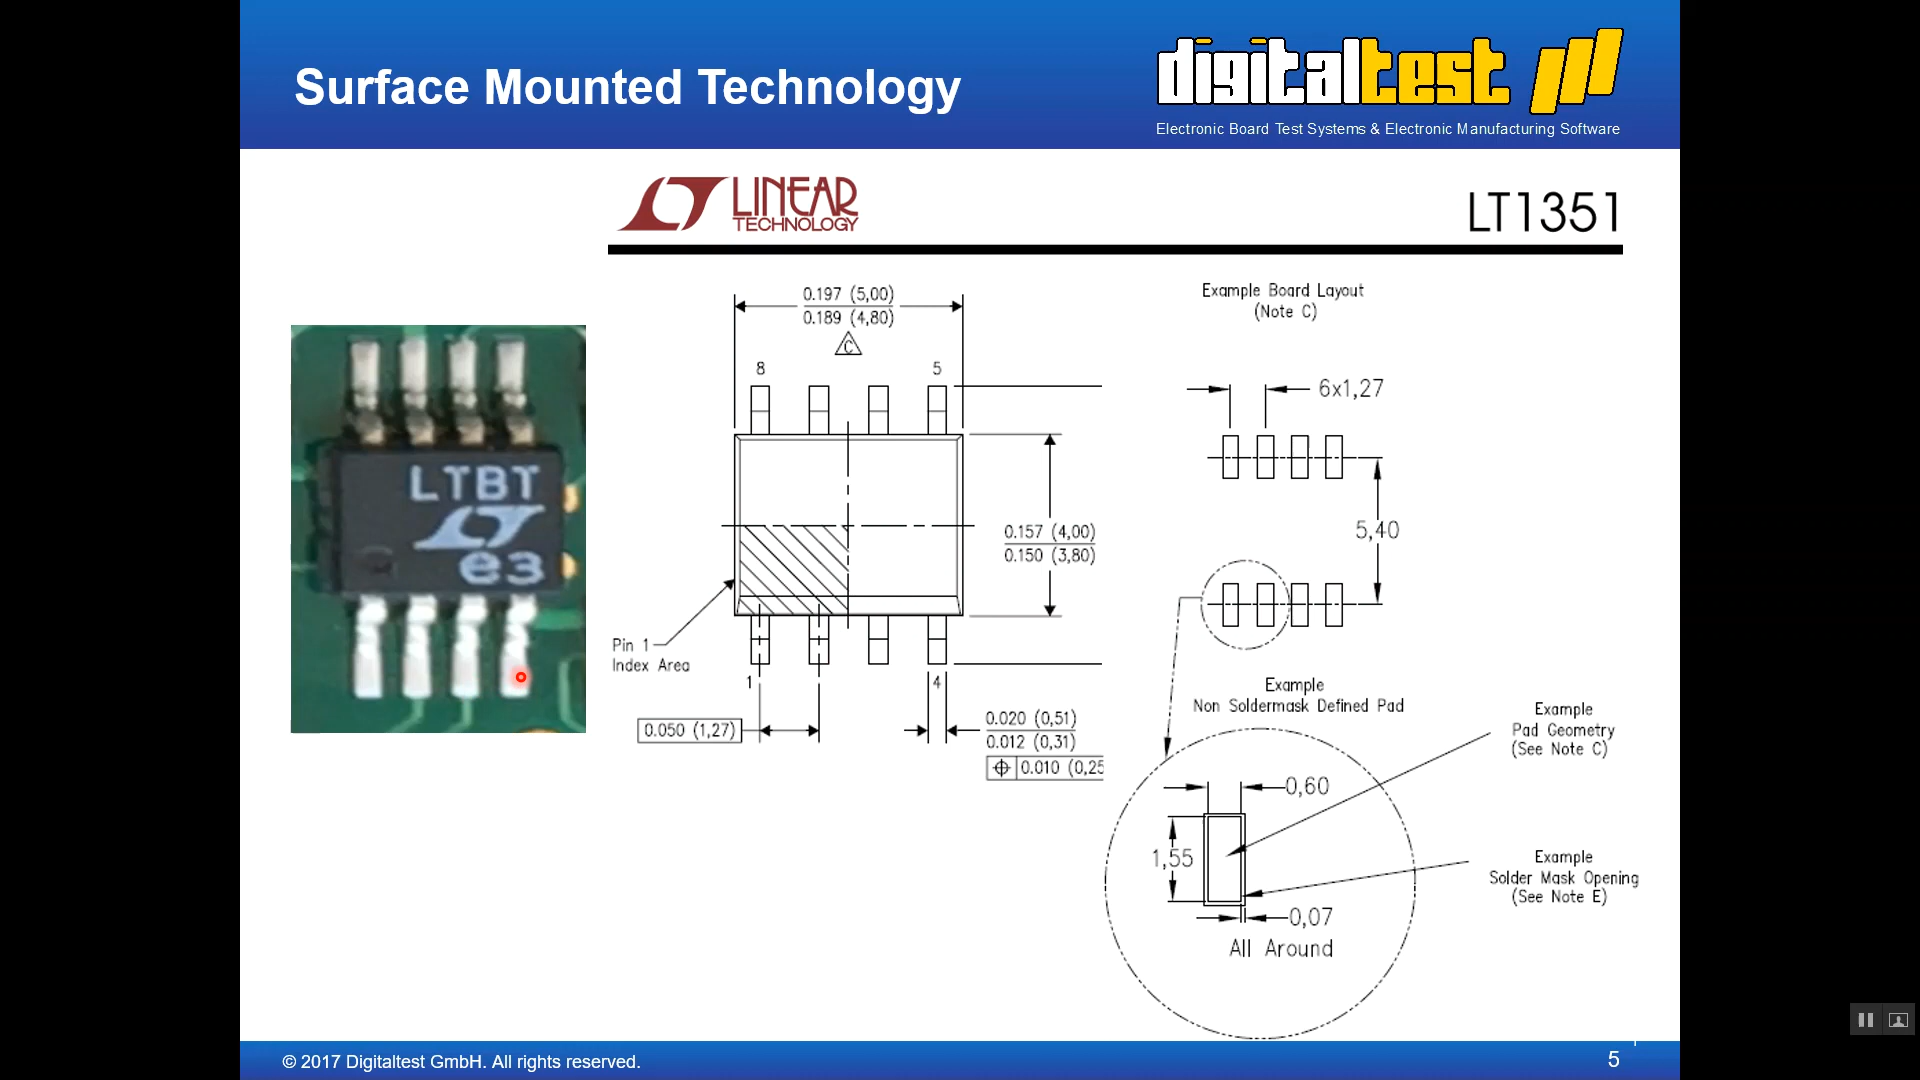 Surface Mounted Technology
digitaltest
Electronic Board Test Systems & Electronic Manufacturing Software
LINEAR
TECHNOLOGY
LT1351
LTBT
e3
0.197 (5,00)
0.189 (4,80)
C
8
5
0.157 (4,00)
0.150 (3,80)
Pin 1
Index Area
1
4
0.050 (1,27)
0.020 (0,51)
0.012 (0,31)
0.010 (0,25
Example Board Layout
(Note C)
6x1,27
5,40
Example
Non Soldermask Defined Pad
Example
Pad Geometry
(See Note C)
0,60
1,55
0,07
All Around
Example
Solder Mask Opening
(See Note E)
© 2017 Digitaltest GmbH. All rights reserved.
5